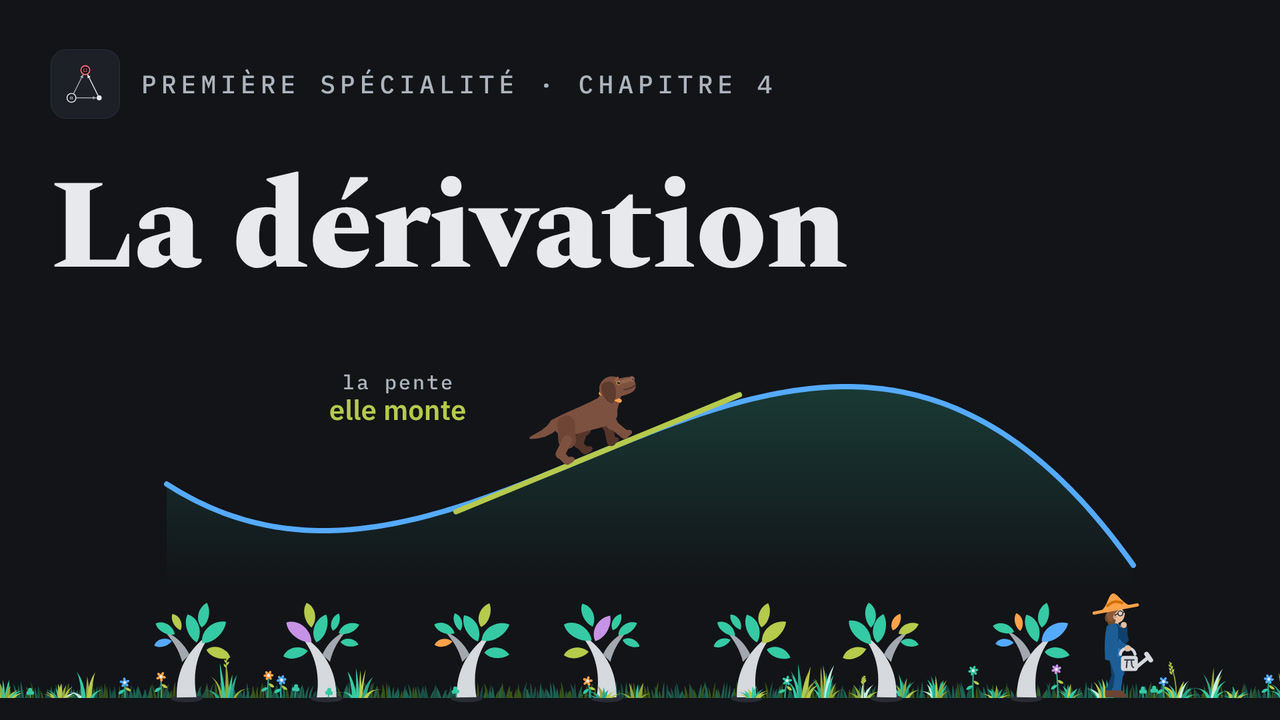 PREMIÈRE SPÉCIALITÉ · CHAPITRE 4
La dérivation
la pente
elle monte
π